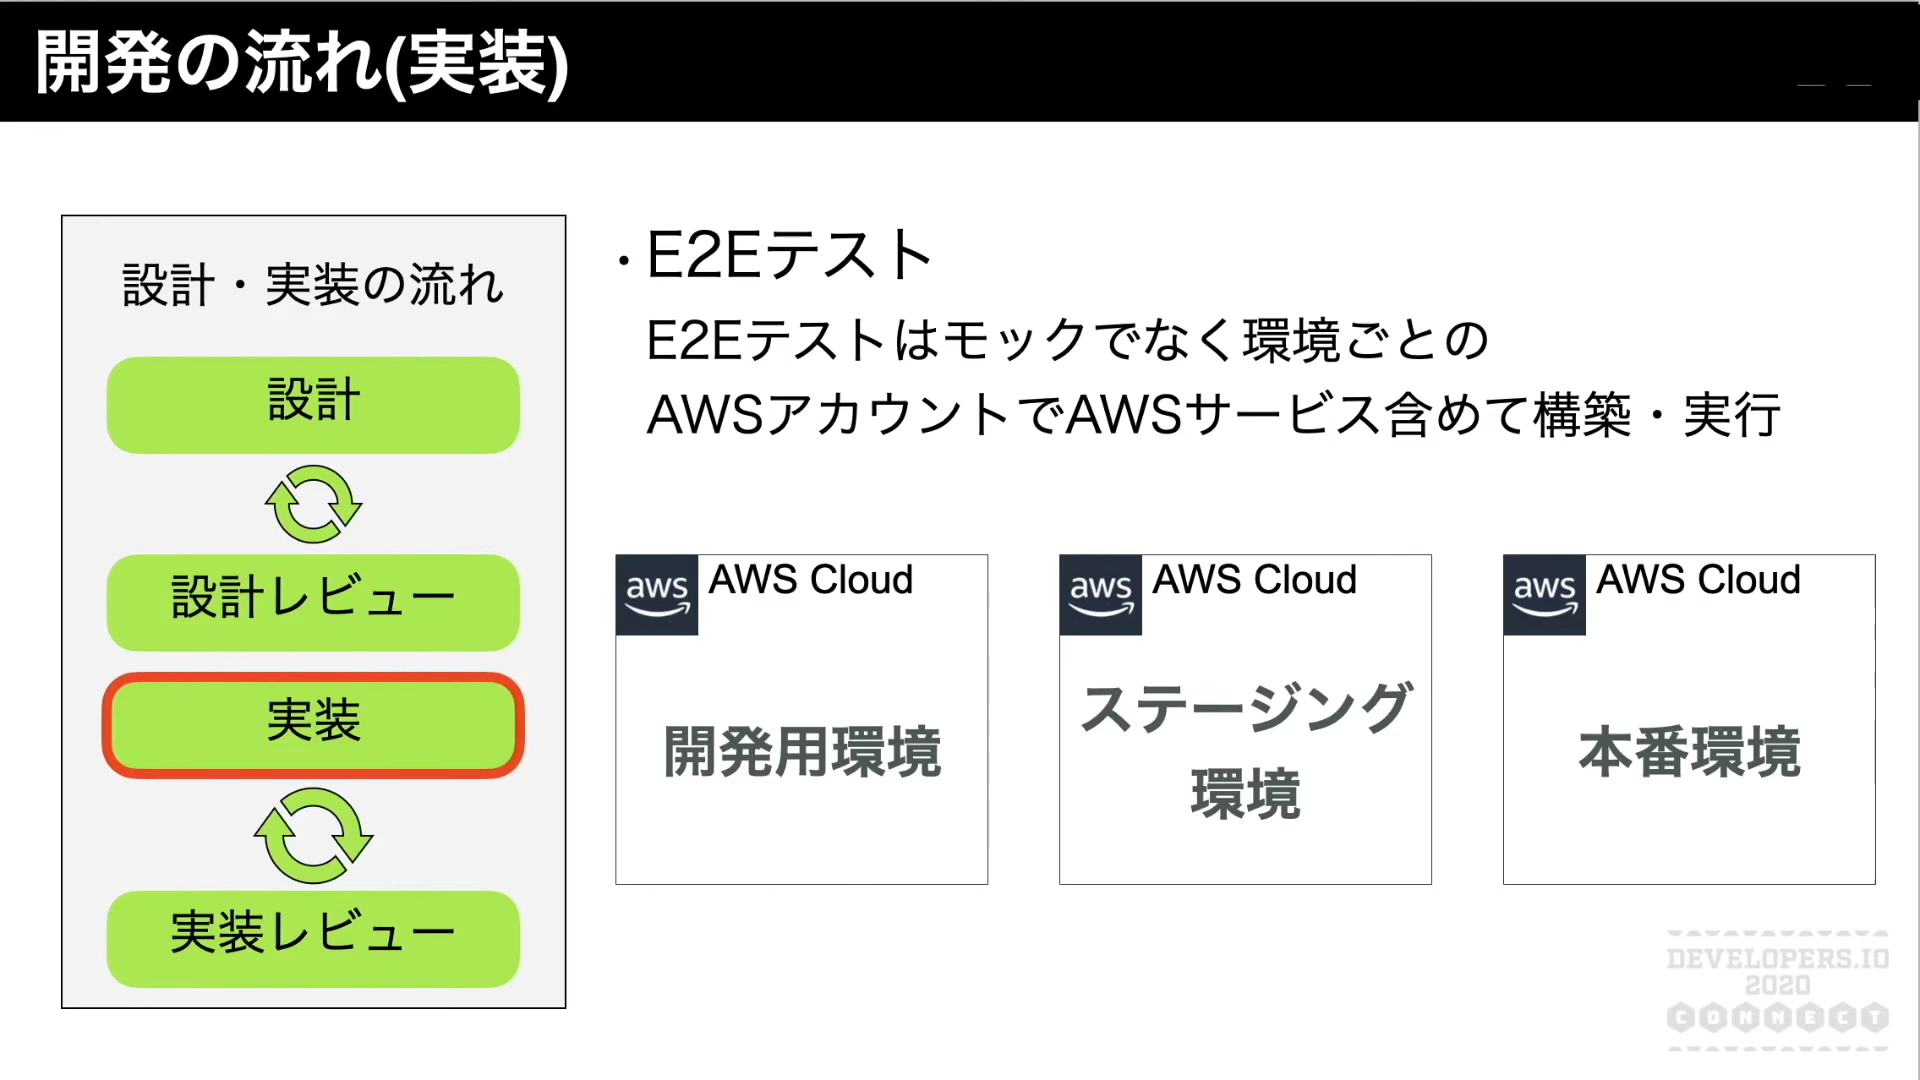 開発の流れ(実装)
設計・実装の流れ
設計
設計レビュー
実装
実装レビュー
・E2Eテスト
E2Eテストはモックでなく環境ごとの
AWSアカウントでAWSサービス含めて構築・実行
aws AWS Cloud
開発用環境
aws AWS Cloud
ステージング
環境
aws AWS Cloud
本番環境
DEVELOPERS.IO
2020
CONNECT